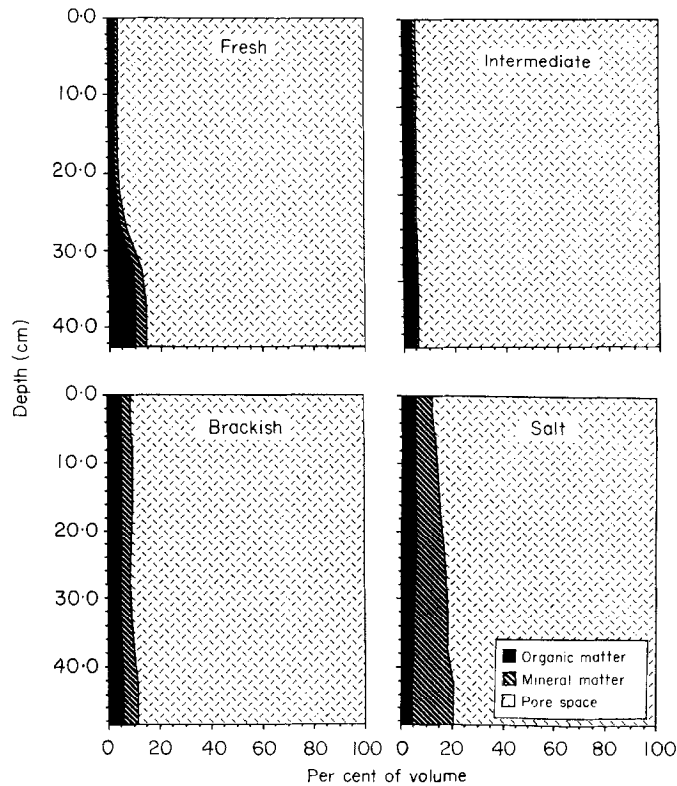 0·0
10·0
20·0
30·0
40·0
Fresh
Intermediate
Depth (cm)
0·0
10·0
20·0
30·0
40·0
Brackish
Salt
Organic matter
Mineral matter
Pore space
0 20 40 60 80 100
0 20 40 60 80 100
Per cent of volume